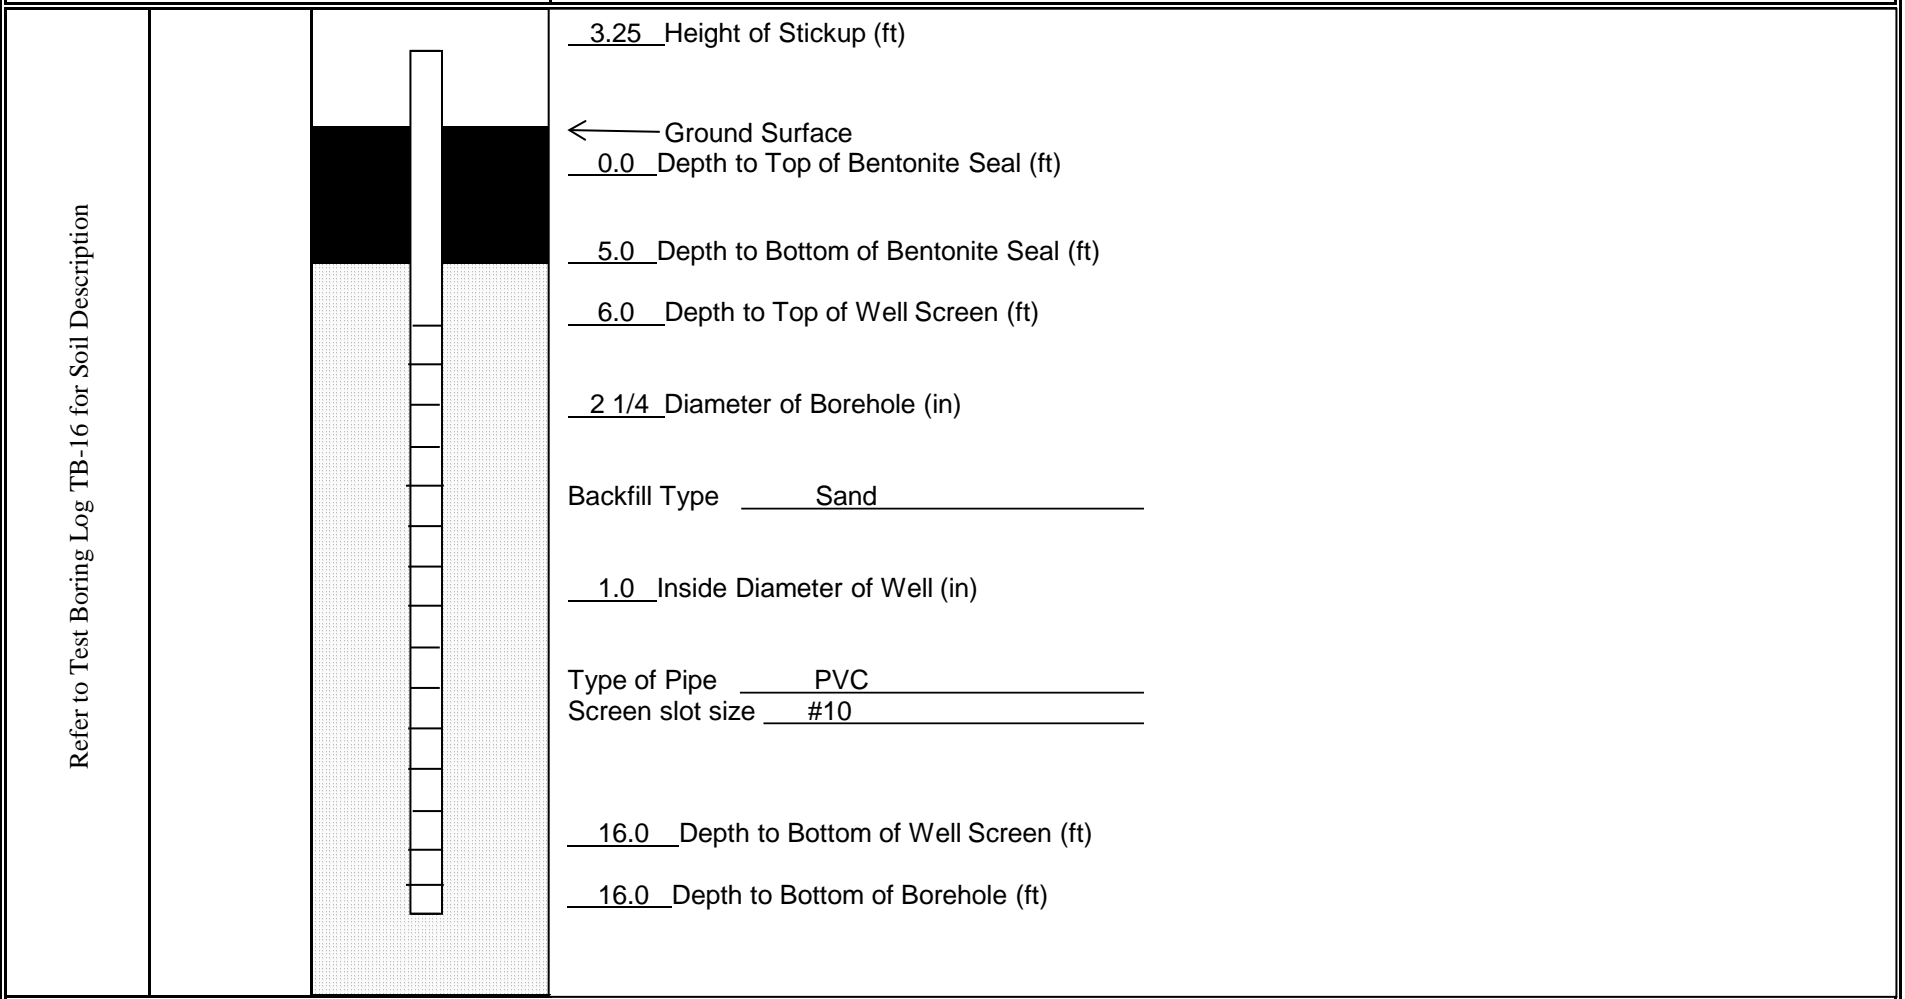 Refer to Test Boring Log TB-16 for Soil Description
3.25 Height of Stickup (ft)
Ground Surface
0.0 Depth to Top of Bentonite Seal (ft)
5.0 Depth to Bottom of Bentonite Seal (ft)
6.0 Depth to Top of Well Screen (ft)
2 1/4 Diameter of Borehole (in)
Backfill Type Sand
1.0 Inside Diameter of Well (in)
Type of Pipe PVC
Screen slot size #10
16.0 Depth to Bottom of Well Screen (ft)
16.0 Depth to Bottom of Borehole (ft)